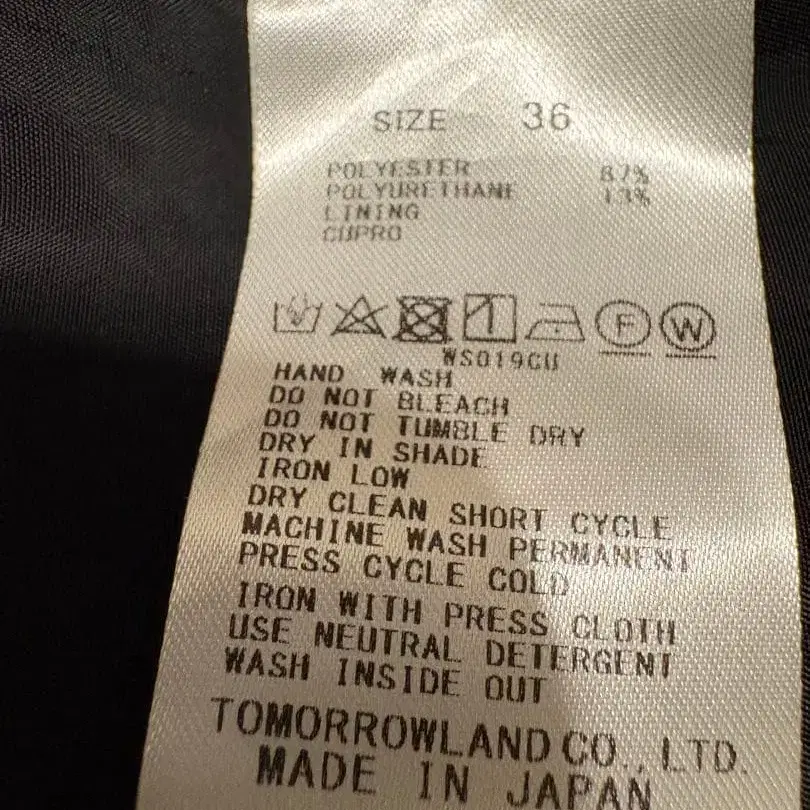 SIZE 36
POLYESTER 87%
POLYURETHANE 13%
LINING
CUPRO
F W
WS019CU
HAND WASH
DO NOT BLEACH
DO NOT TUMBLE DRY
DRY IN SHADE
IRON LOW
DRY CLEAN SHORT CYCLE
MACHINE WASH PERMANENT
PRESS CYCLE COLD
IRON WITH PRESS CLOTH
USE NEUTRAL DETERGENT
WASH INSIDE OUT
TOMORROWLAND CO., LTD.
MADE IN JAPAN